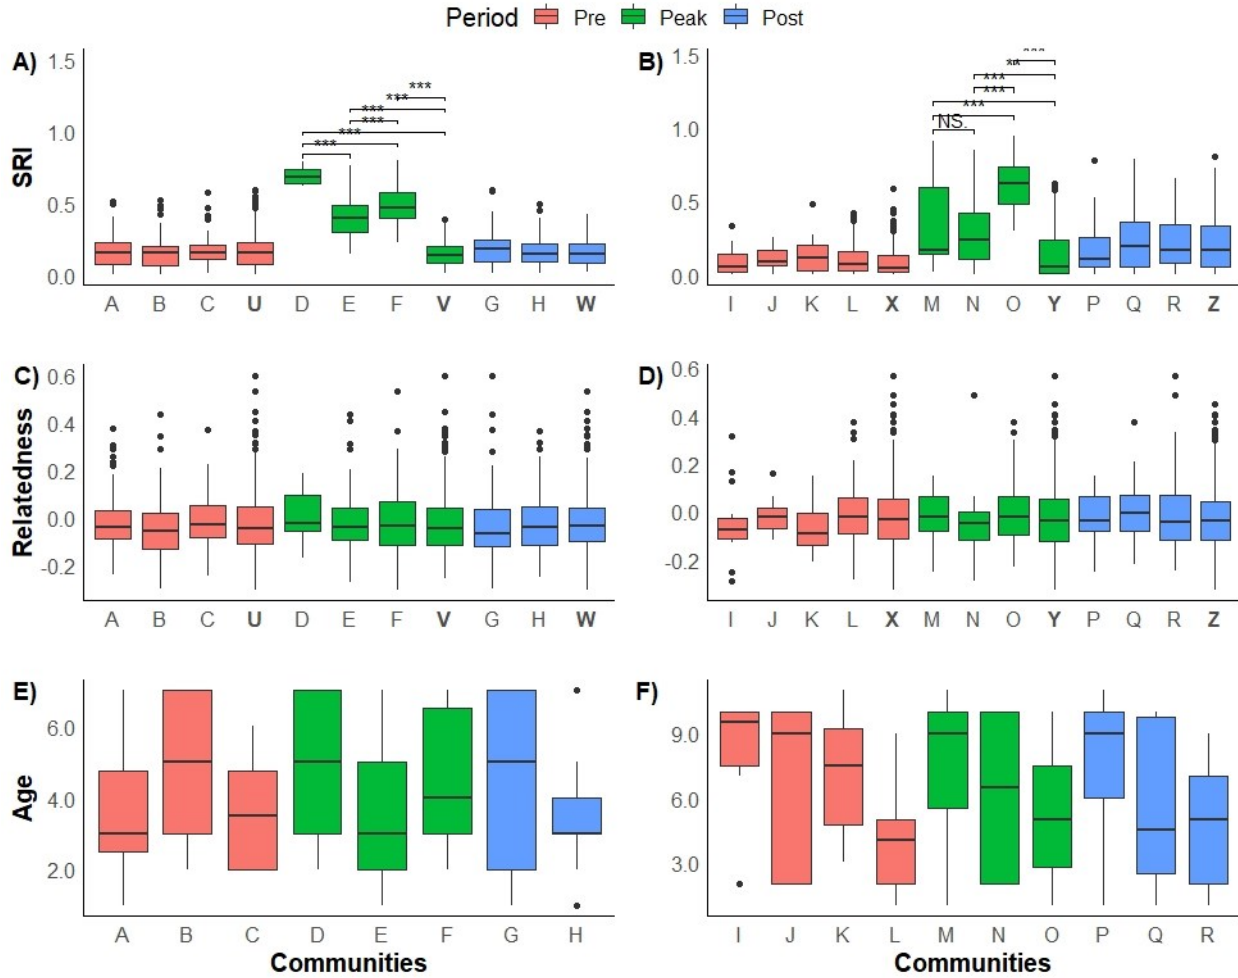 Period Pre Peak Post
A)
SRI
1.5
1.0
0.5
0.0
***
***
***
***
***
***
A B C U D E F V G H W
B)
1.5
1.0
0.5
0.0
***
**
***
***
***
NS.
I J K L X M N O Y P Q R Z
C)
Relatedness
0.6
0.4
0.2
0.0
-0.2
A B C U D E F V G H W
D)
0.6
0.4
0.2
0.0
-0.2
I J K L X M N O Y P Q R Z
E)
Age
6.0
4.0
2.0
A B C D E F G H
Communities
F)
9.0
6.0
3.0
I J K L M N O P Q R
Communities